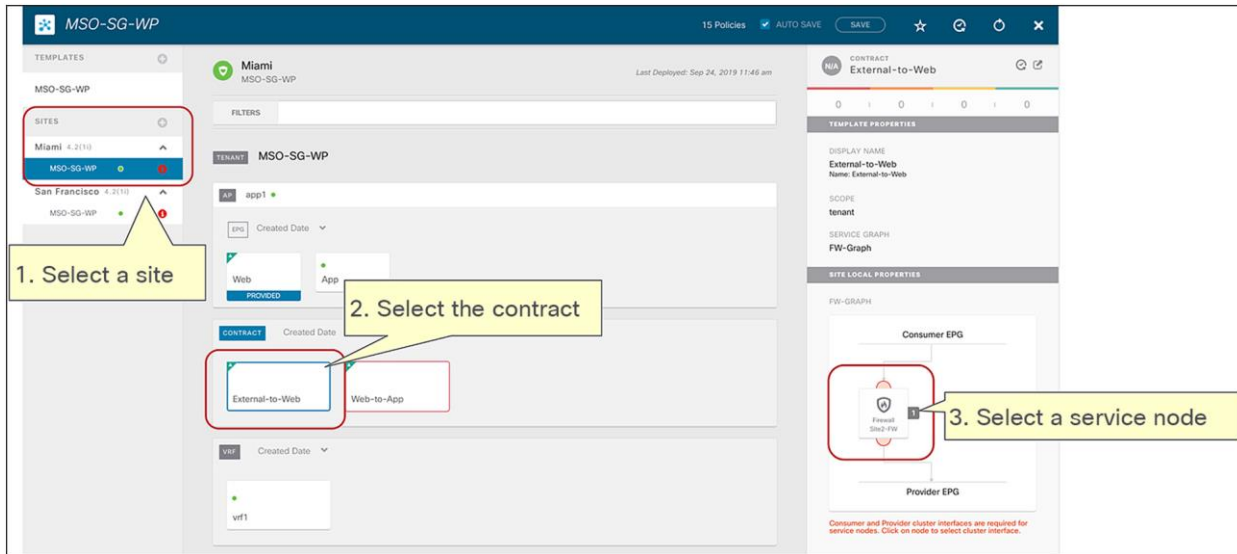 MSO-SG-WP
15 Policies AUTO SAVE SAVE
TEMPLATES
MSO-SG-WP
SITES
Miami 4.2(1i)
MSO-SG-WP
San Francisco 4.2(1i)
MSO-SG-WP
1. Select a site
Miami
MSO-SG-WP
Last Deployed: Sep 24, 2019 11:46 am
FILTERS
TENANT MSO-SG-WP
AP app1
EPG Created Date
Web
PROVIDED
App
2. Select the contract
CONTRACT Created Date
External-to-Web
Web-to-App
VRF Created Date
vrf1
N/A
CONTRACT
External-to-Web
0 0 0 0
TEMPLATE PROPERTIES
DISPLAY NAME
External-to-Web
Name: External-to-Web
SCOPE
tenant
SERVICE GRAPH
FW-Graph
SITE LOCAL PROPERTIES
FW-GRAPH
Consumer EPG
Firewall
Site2-FW
1
3. Select a service node
Provider EPG
Consumer and Provider cluster interfaces are required for
service nodes. Click on node to select cluster interface.